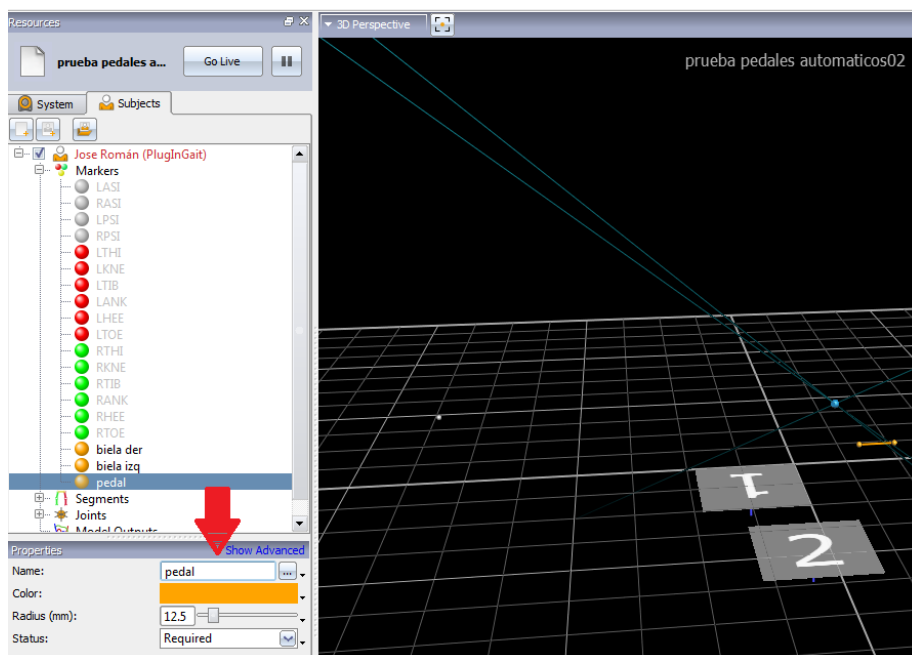 Resources
3D Perspective
prueba pedales a...
Go Live
prueba pedales automaticos02
System
Subjects
Jose Román (PlugInGait)
Markers
LASI
RASI
LPSI
RPSI
LTHI
LKNE
LTIB
LANK
LHEE
LTOE
RTHI
RKNE
RTIB
RANK
RHEE
RTOE
biela der
biela izq
pedal
Segments
Joints
Model Outputs
1
2
Properties
Show Advanced
Name:
pedal
...
Color:
Radius (mm):
12.5
Status:
Required